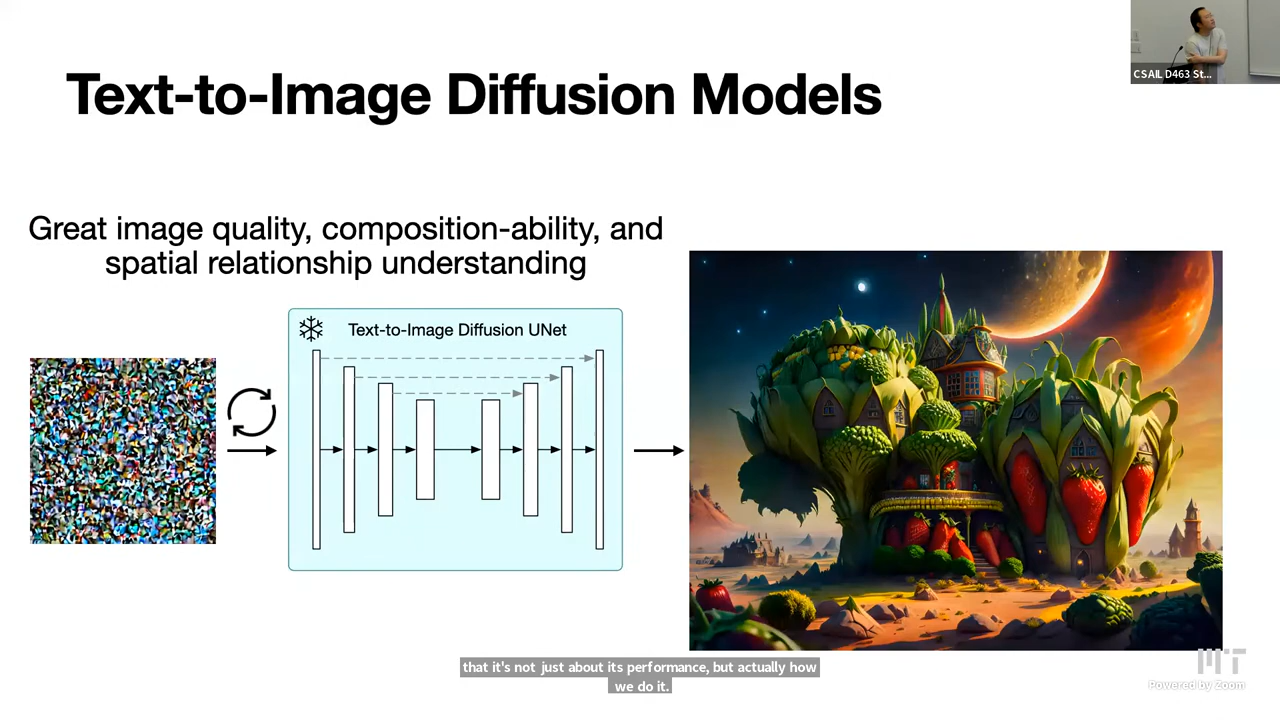 CSAIL D463 St...
Text-to-Image Diffusion Models
Great image quality, composition-ability, and
spatial relationship understanding
Text-to-Image Diffusion UNet
that it's not just about its performance, but actually how
we do it.
MIT
Powered by Zoom